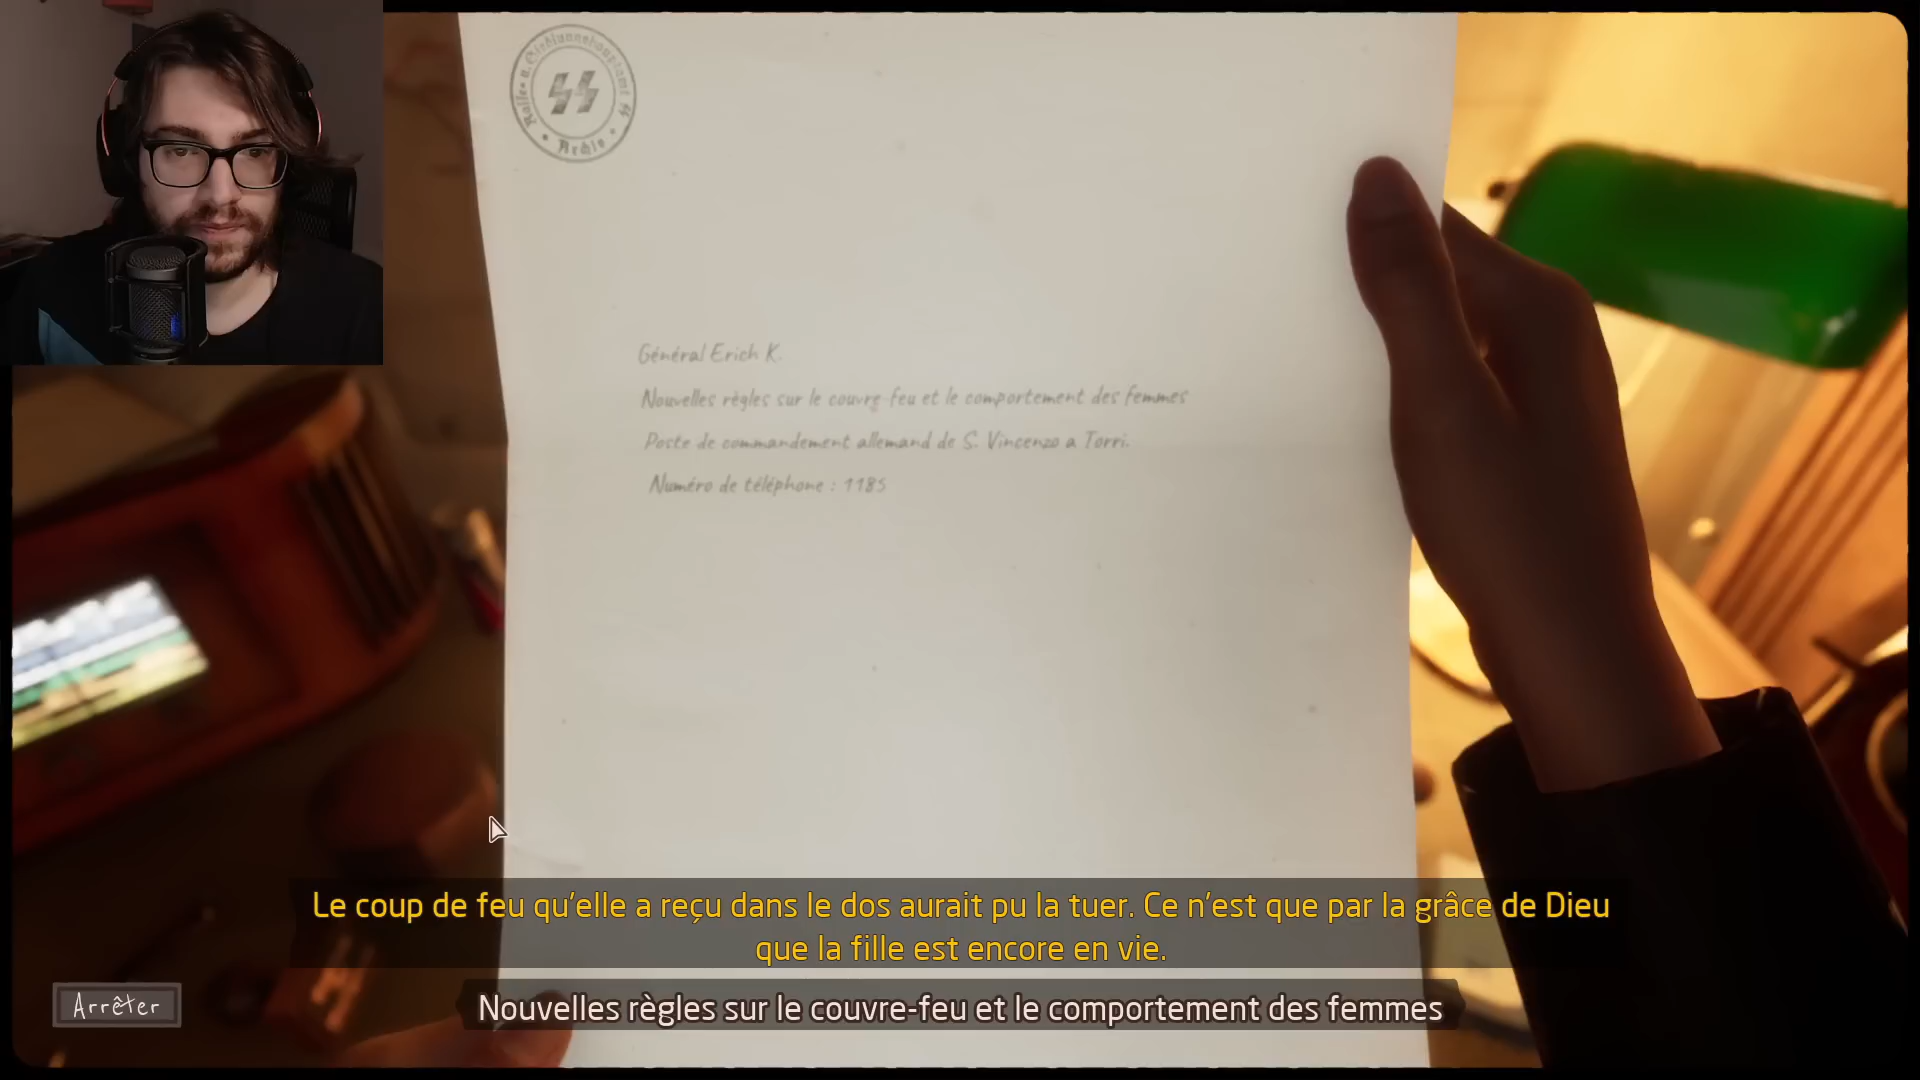 SS
Général Erich K.
Nouvelles règles sur le couvre-feu et le comportement des femmes
Poste de commandement allemand de S. Vincenzo a Torri.
Numéro de téléphone : 1185
Le coup de feu qu'elle a reçu dans le dos aurait pu la tuer. Ce n'est que par la grâce de Dieu
que la fille est encore en vie.
Arrêter
Nouvelles règles sur le couvre-feu et le comportement des femmes